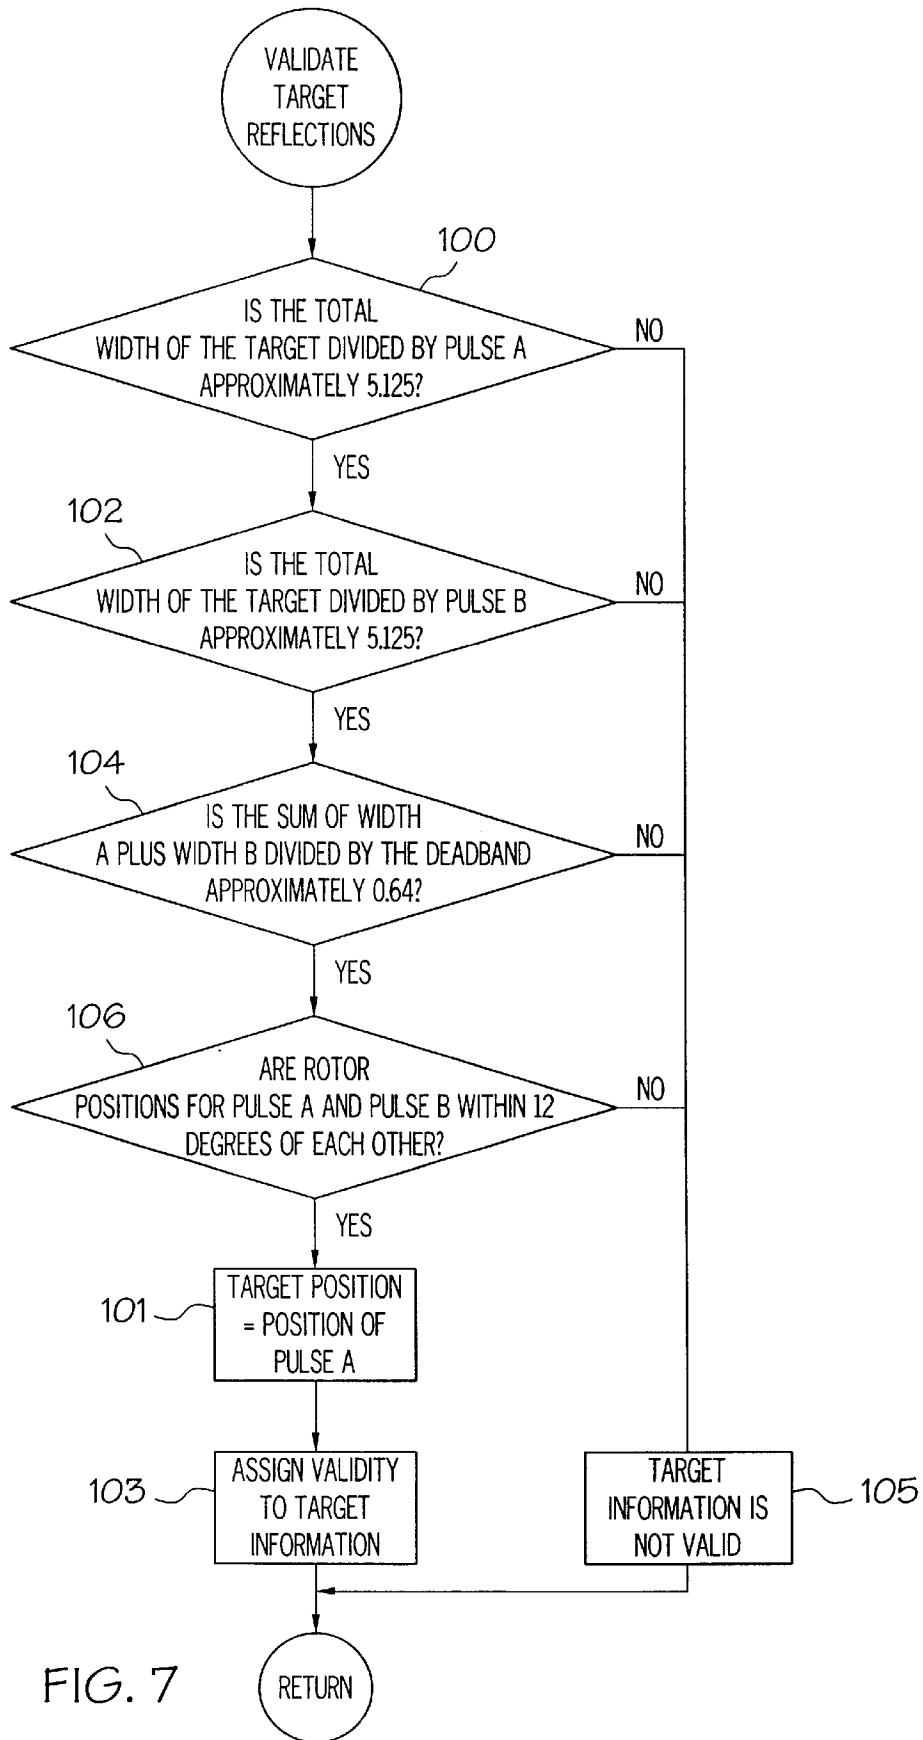 VALIDATE
TARGET
REFLECTIONS
100
IS THE TOTAL
WIDTH OF THE TARGET DIVIDED BY PULSE A
APPROXIMATELY 5.125?
NO
YES
102
IS THE TOTAL
WIDTH OF THE TARGET DIVIDED BY PULSE B
APPROXIMATELY 5.125?
NO
YES
104
IS THE SUM OF WIDTH
A PLUS WIDTH B DIVIDED BY THE DEADBAND
APPROXIMATELY 0.64?
NO
YES
106
ARE ROTOR
POSITIONS FOR PULSE A AND PULSE B WITHIN 12
DEGREES OF EACH OTHER?
NO
YES
101
TARGET POSITION
= POSITION OF
PULSE A
103
ASSIGN VALIDITY
TO TARGET
INFORMATION
TARGET
INFORMATION IS
NOT VALID
105
RETURN
FIG. 7